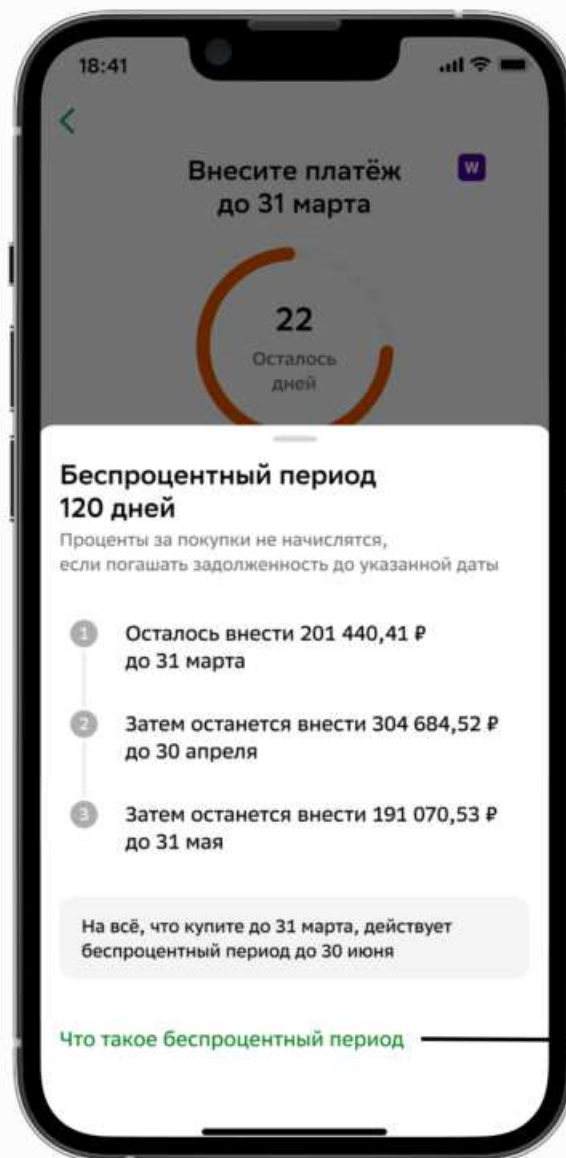 18:41
Внесите платёж
W
до 31 марта
22
Осталось
дней
Беспроцентный период
120 дней
Проценты за покупки не начислятся,
если погашать задолженность до указанной даты
1 Осталось внести 201 440,41 ₽
до 31 марта
2 Затем останется внести 304 684,52 ₽
до 30 апреля
3 Затем останется внести 191 070,53 ₽
до 31 мая
На всё, что купите до 31 марта, действует
беспроцентный период до 30 июня
Что такое беспроцентный период